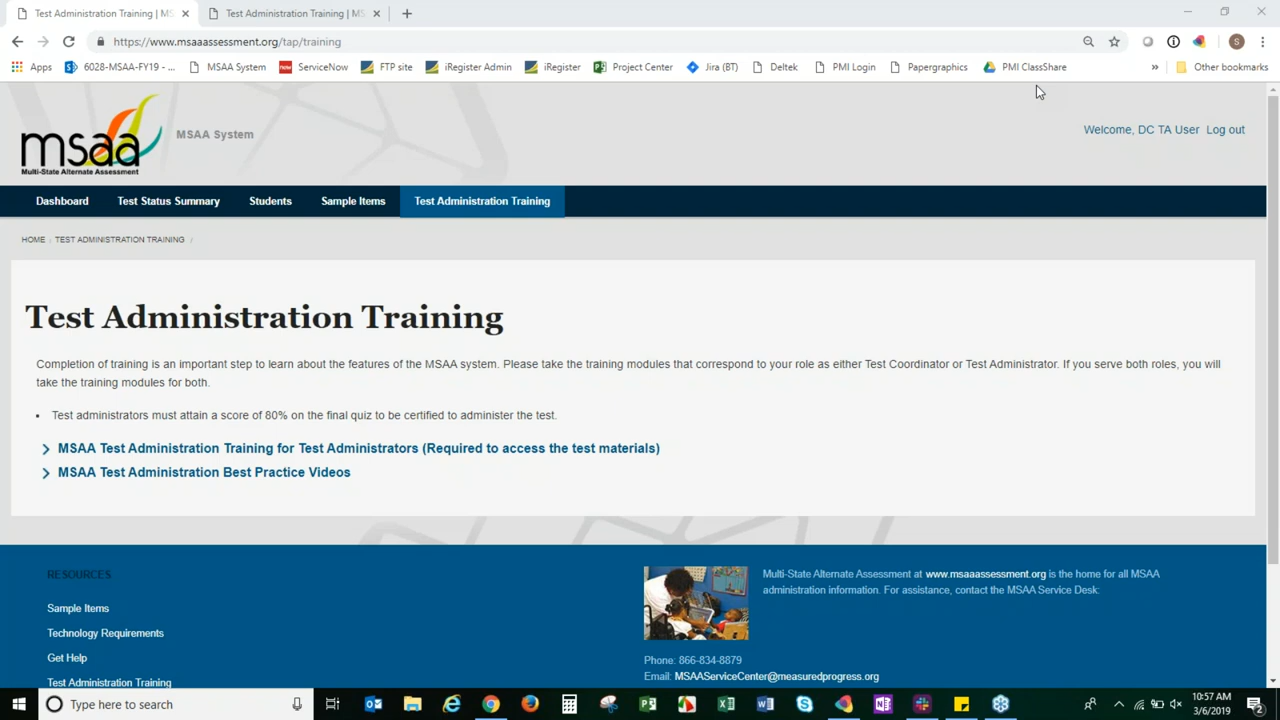 Test Administration Training | MS
Test Administration Training | MS
https://www.msaaassessment.org/tap/training
S
Apps
6028-MSAA-FY19 - ...
MSAA System
now
ServiceNow
FTP site
iRegister Admin
iRegister
Project Center
Jira (BT)
Deltek
PMI Login
Papergraphics
PMI ClassShare
»
Other bookmarks
msaa
Multi-State Alternate Assessment
MSAA System
Welcome, DC TA User Log out
Dashboard
Test Status Summary
Students
Sample Items
Test Administration Training
HOME / TEST ADMINISTRATION TRAINING /
Test Administration Training
Completion of training is an important step to learn about the features of the MSAA system. Please take the training modules that correspond to your role as either Test Coordinator or Test Administrator. If you serve both roles, you will
take the training modules for both.
• Test administrators must attain a score of 80% on the final quiz to be certified to administer the test.
MSAA Test Administration Training for Test Administrators (Required to access the test materials)
MSAA Test Administration Best Practice Videos
RESOURCES
Sample Items
Technology Requirements
Get Help
Test Administration Training
Multi-State Alternate Assessment at www.msaaassessment.org is the home for all MSAA
administration information. For assistance, contact the MSAA Service Desk:
Phone: 866-834-8879
Email: MSAAServiceCenter@measuredprogress.org
Type here to search
10:57 AM
3/6/2019
2